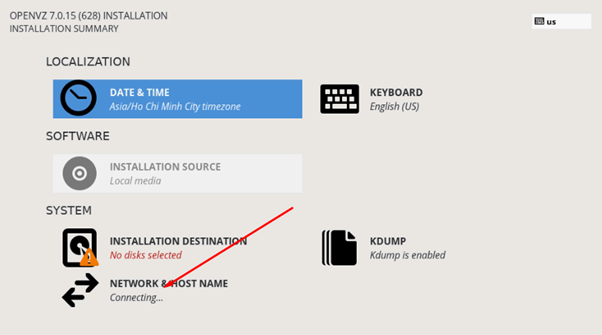 OPENVZ 7.0.15 (628) INSTALLATION
INSTALLATION SUMMARY
us
LOCALIZATION
DATE & TIME
Asia/Ho Chi Minh City timezone
KEYBOARD
English (US)
SOFTWARE
INSTALLATION SOURCE
Local media
SYSTEM
INSTALLATION DESTINATION
No disks selected
KDUMP
Kdump is enabled
NETWORK & HOST NAME
Connecting...